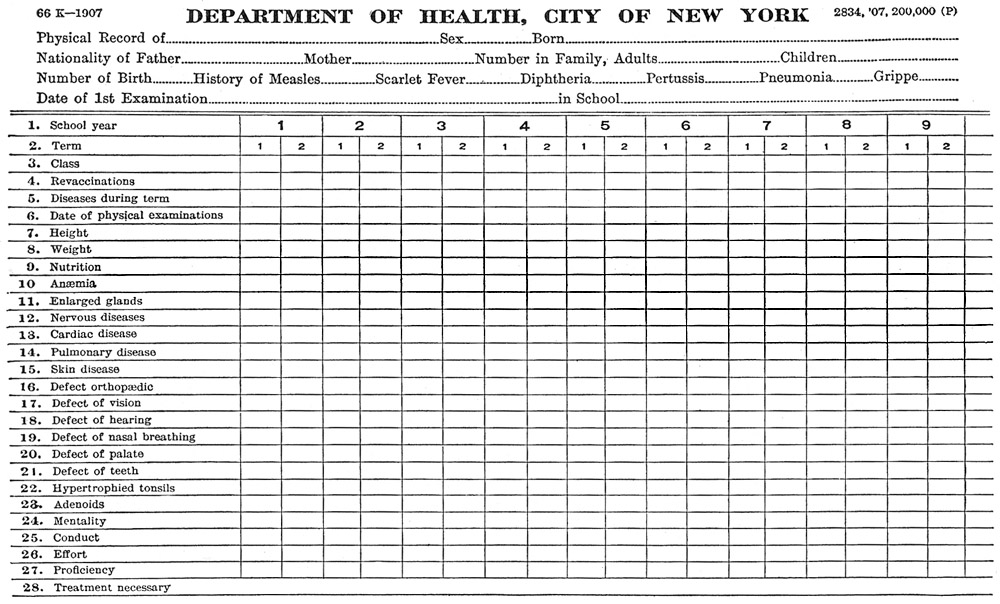 66 K—1907 DEPARTMENT OF HEALTH, CITY OF NEW YORK 2834, '07, 200,000 (P)
Physical Record of Sex Born
Nationality of Father Mother Number in Family, Adults Children
Number of Birth History of Measles Scarlet Fever Diphtheria Pertussis Pneumonia Grippe
Date of 1st Examination in School
1. School year 1 2 3 4 5 6 7 8 9
2. Term 1 2 1 2 1 2 1 2 1 2 1 2 1 2 1 2 1 2
3. Class
4. Revaccinations
5. Diseases during term
6. Date of physical examinations
7. Height
8. Weight
9. Nutrition
10 Anæmia
11. Enlarged glands
12. Nervous diseases
13. Cardiac disease
14. Pulmonary disease
15. Skin disease
16. Defect orthopædic
17. Defect of vision
18. Defect of hearing
19. Defect of nasal breathing
20. Defect of palate
21. Defect of teeth
22. Hypertrophied tonsils
23. Adenoids
24. Mentality
25. Conduct
26. Effort
27. Proficiency
28. Treatment necessary